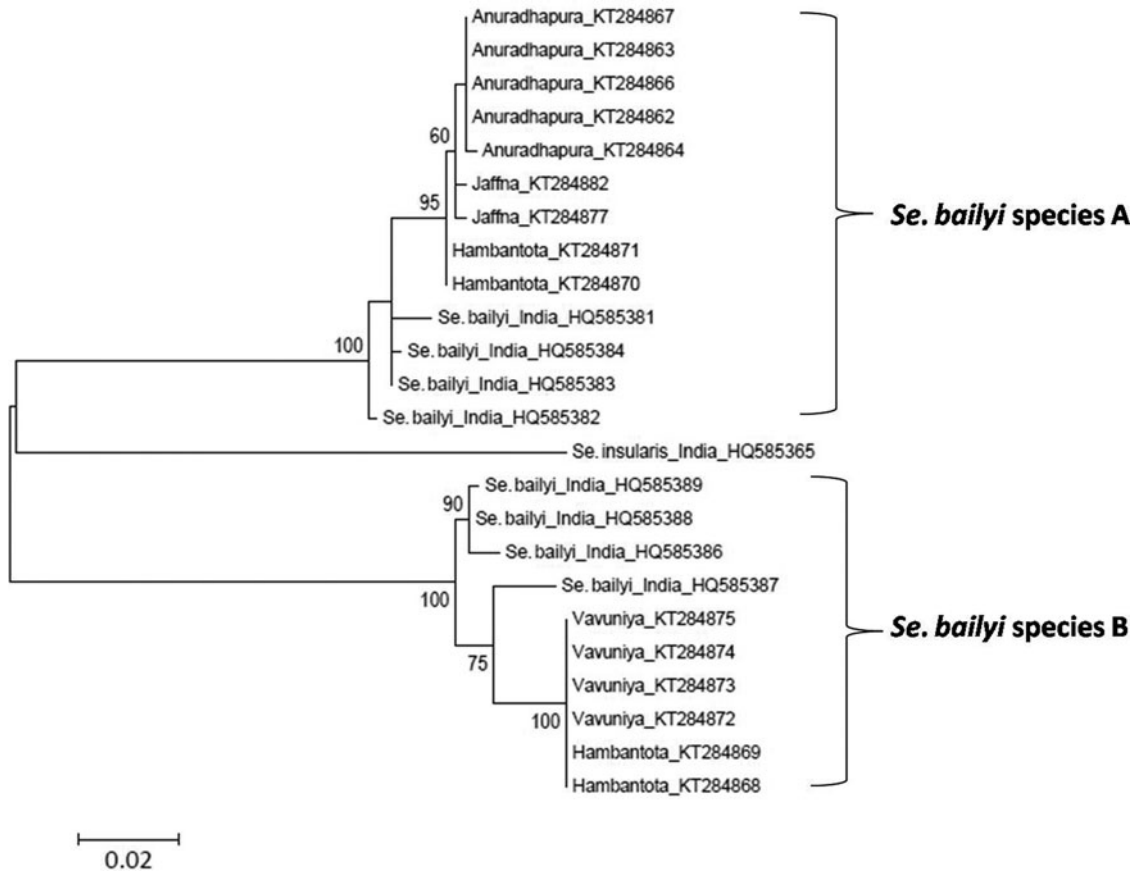 Anuradhapura_KT284867
Anuradhapura_KT284863
Anuradhapura_KT284866
Anuradhapura_KT284862
60
Anuradhapura_KT284864
Jaffna_KT284882
95
Jaffna_KT284877
Se. bailyi species A
Hambantota_KT284871
Hambantota_KT284870
Se. bailyi_India_HQ585381
100
Se. bailyi_India_HQ585384
Se. bailyi_India_HQ585383
Se. bailyi_India_HQ585382
Se. insularis_India_HQ585365
Se. bailyi_India_HQ585389
90
Se. bailyi_India_HQ585388
Se. bailyi_India_HQ585386
100
Se. bailyi_India_HQ585387
Vavuniya_KT284875
Se. bailyi species B
Vavuniya_KT284874
75
Vavuniya_KT284873
Vavuniya_KT284872
100
Hambantota_KT284869
Hambantota_KT284868
0.02